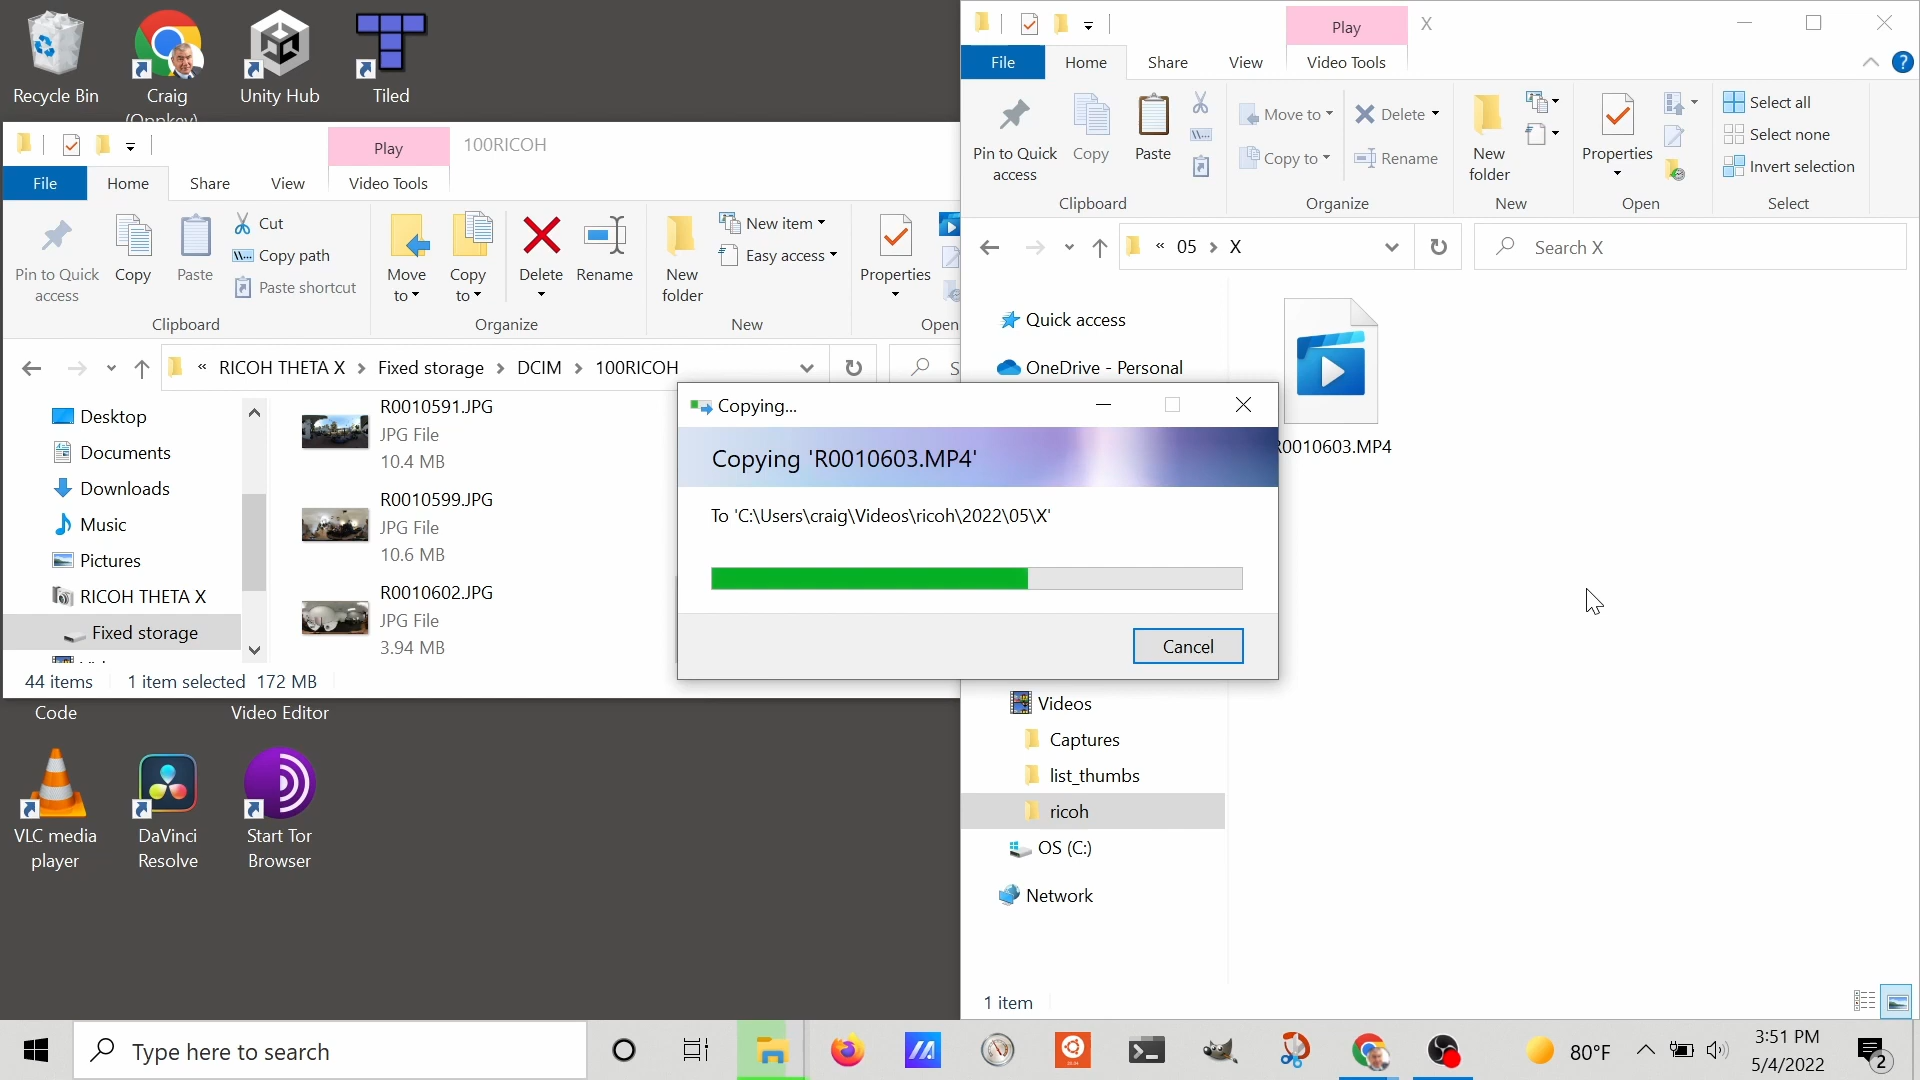 Recycle Bin
Craig
(Oppkey)
Unity Hub
Tiled
Play
100RICOH
File
Home
Share
View
Video Tools
Pin to Quick
access
Copy
Paste
Cut
Copy path
Paste shortcut
Clipboard
Move
to
Copy
to
Delete
Rename
Organize
New
folder
New item
Easy access
New
Properties
Open
« RICOH THETA X > Fixed storage > DCIM > 100RICOH
S
Desktop
Documents
Downloads
Music
Pictures
RICOH THETA X
Fixed storage
R0010591.JPG
JPG File
10.4 MB
R0010599.JPG
JPG File
10.6 MB
R0010602.JPG
JPG File
3.94 MB
44 items
1 item selected
172 MB
Code
Video Editor
VLC media
player
DaVinci
Resolve
Start Tor
Browser
Copying...
Copying 'R0010603.MP4'
To 'C:\Users\craig\Videos\ricoh\2022\05\X'
Cancel
Play
X
File
Home
Share
View
Video Tools
?
Pin to Quick
access
Copy
Paste
Clipboard
Move to
Copy to
Delete
Rename
Organize
New
folder
New
Properties
Open
Select all
Select none
Invert selection
Select
« 05 > X
Search X
Quick access
OneDrive - Personal
R0010603.MP4
Videos
Captures
list_thumbs
ricoh
OS (C:)
Network
1 item
Type here to search
80°F
3:51 PM
5/4/2022
2